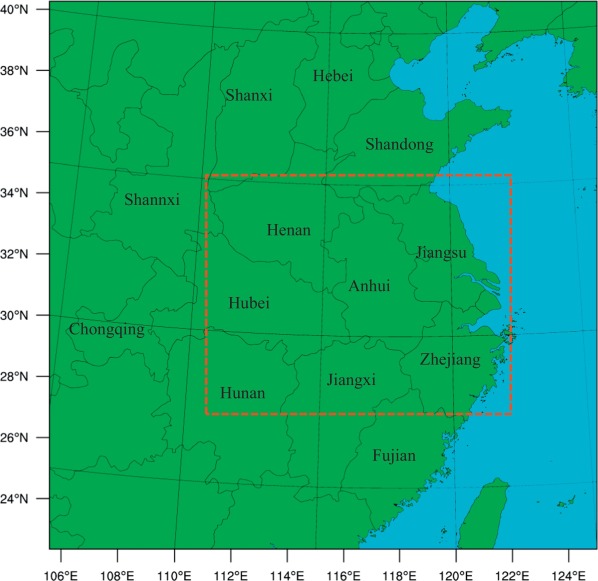 40°N
38°N
36°N
34°N
32°N
30°N
28°N
26°N
24°N
Hebei
Shanxi
Shandong
Shannxi
Henan
Jiangsu
Anhui
Hubei
Chongqing
Zhejiang
Jiangxi
Hunan
Fujian
106°E 108°E 110°E 112°E 114°E 116°E 118°E 120°E 122°E 124°E